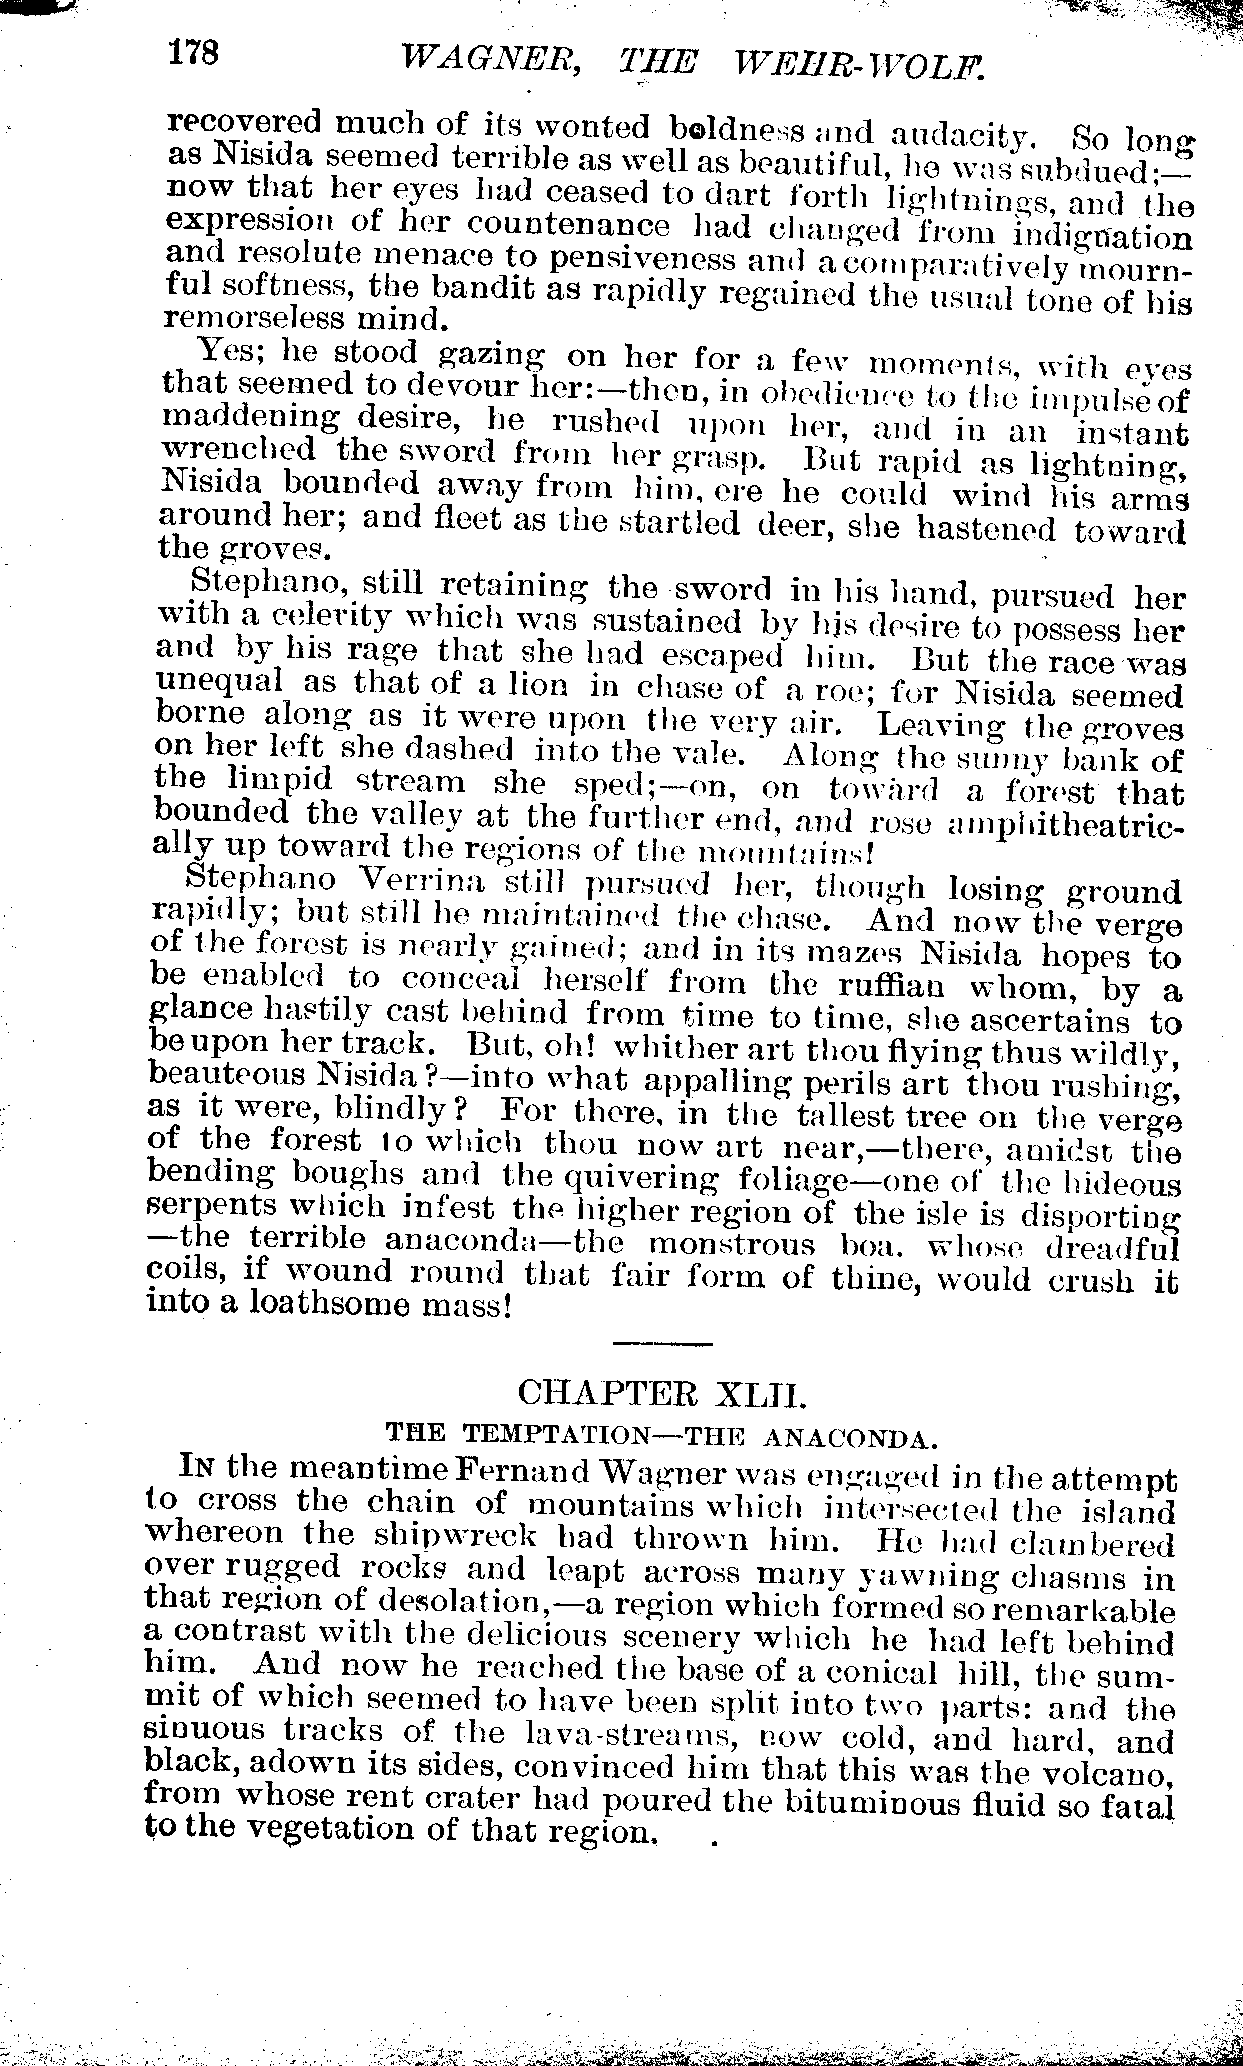 178 WAGNER, THE WEHR-WOLF.
recovered much of its wonted boldness and audacity. So long
as Nisida seemed terrible as well as beautiful, he was subdued;—
now that her eyes had ceased to dart forth lightnings, and the
expression of her countenance had changed from indignation
and resolute menace to pensiveness and a comparatively mourn-
ful softness, the bandit as rapidly regained the usual tone of his
remorseless mind.
Yes; he stood gazing on her for a few moments, with eyes
that seemed to devour her:—then, in obedience to the impulse of
maddening desire, he rushed upon her, and in an instant
wrenched the sword from her grasp. But rapid as lightning,
Nisida bounded away from him, ere he could wind his arms
around her; and fleet as the startled deer, she hastened toward
the groves.
Stephano, still retaining the sword in his hand, pursued her
with a celerity which was sustained by his desire to possess her
and by his rage that she had escaped him. But the race was
unequal as that of a lion in chase of a roe; for Nisida seemed
borne along as it were upon the very air. Leaving the groves
on her left she dashed into the vale. Along the sunny bank of
the limpid stream she sped;—on, on toward a forest that
bounded the valley at the further end, and rose amphitheatric-
ally up toward the regions of the mountains!
Stephano Verrina still pursued her, though losing ground
rapidly; but still he maintained the chase. And now the verge
of the forest is nearly gained; and in its mazes Nisida hopes to
be enabled to conceal herself from the ruffian whom, by a
glance hastily cast behind from time to time, she ascertains to
be upon her track. But, oh! whither art thou flying thus wildly,
beauteous Nisida?—into what appalling perils art thou rushing,
as it were, blindly? For there, in the tallest tree on the verge
of the forest to which thou now art near,—there, amidst the
bending boughs and the quivering foliage—one of the hideous
serpents which infest the higher region of the isle is disporting
—the terrible anaconda—the monstrous boa. whose dreadful
coils, if wound round that fair form of thine, would crush it
into a loathsome mass!
CHAPTER XLII.
THE TEMPTATION—THE ANACONDA.
IN the meantime Fernand Wagner was engaged in the attempt
to cross the chain of mountains which intersected the island
whereon the shipwreck had thrown him. He had clambered
over rugged rocks and leapt across many yawning chasms in
that region of desolation,—a region which formed so remarkable
a contrast with the delicious scenery which he had left behind
him. And now he reached the base of a conical hill, the sum-
mit of which seemed to have been split into two parts: and the
sinuous tracks of the lava-streams, now cold, and hard, and
black, adown its sides, convinced him that this was the volcano,
from whose rent crater had poured the bituminous fluid so fatal
to the vegetation of that region.